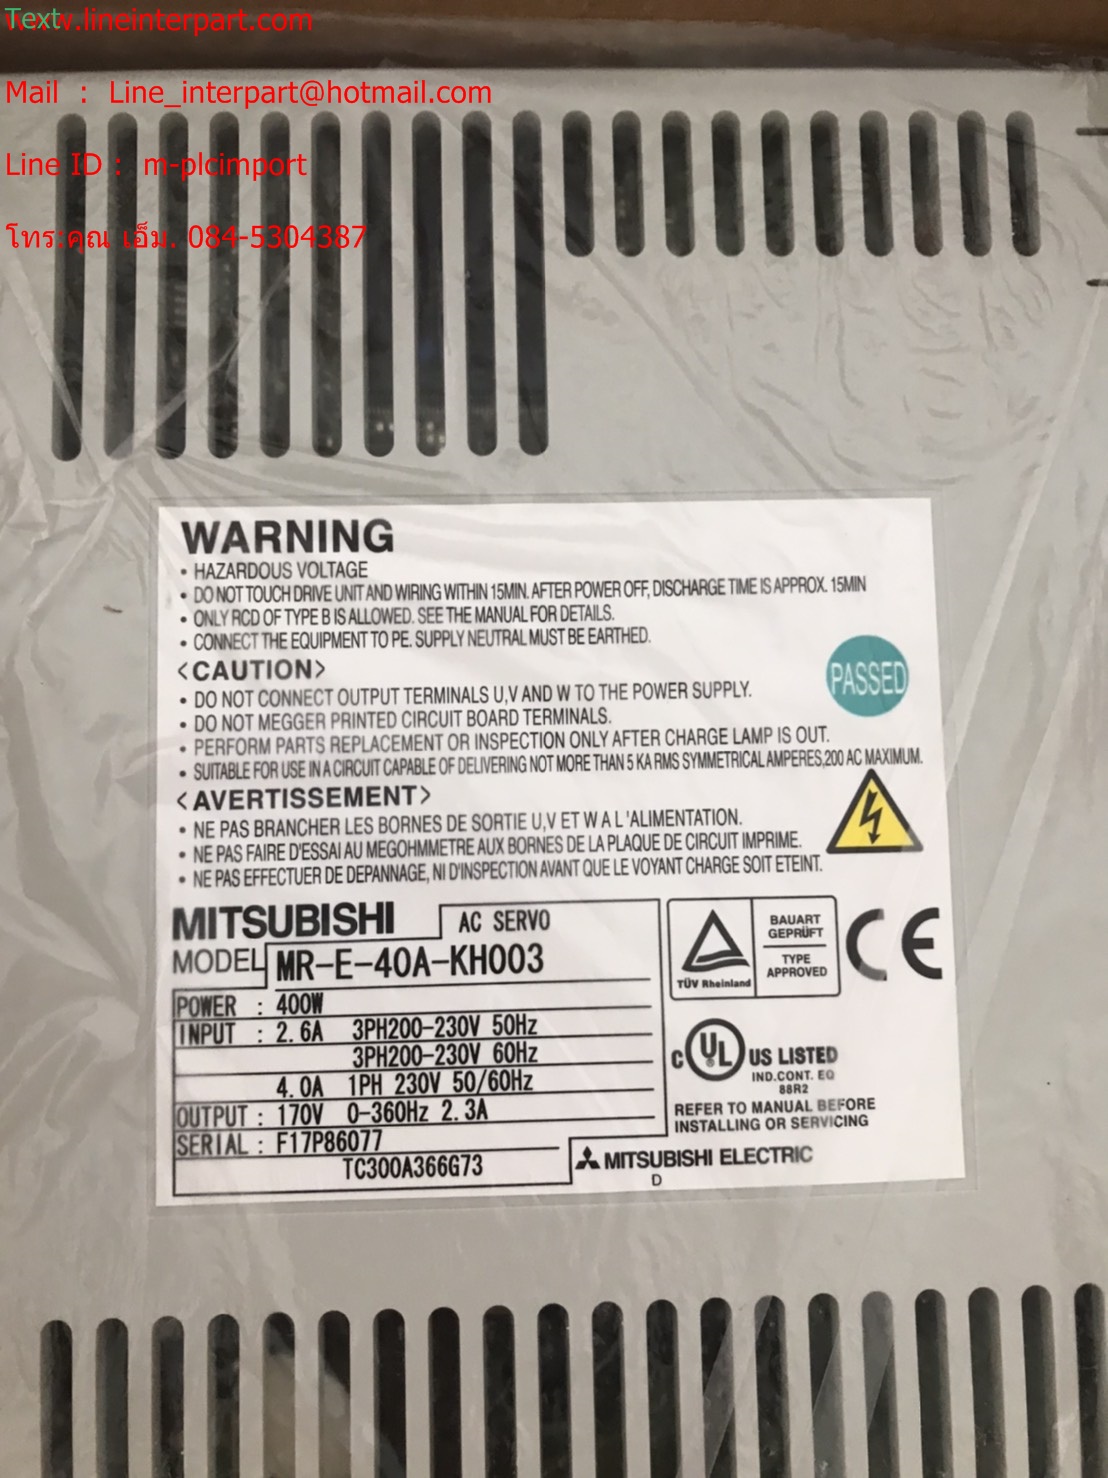 Text
www.lineinterpart.com
Mail : Line_interpart@hotmail.com
Line ID : m-plcimport
โทร:คุณ เอ็ม. 084-5304387
WARNING
• HAZARDOUS VOLTAGE
• DO NOT TOUCH DRIVE UNIT AND WIRING WITHIN 15MIN. AFTER POWER OFF, DISCHARGE TIME IS APPROX. 15MIN
• ONLY RCD OF TYPE B IS ALLOWED. SEE THE MANUAL FOR DETAILS.
• CONNECT THE EQUIPMENT TO PE. SUPPLY NEUTRAL MUST BE EARTHED.
<CAUTION>
• DO NOT CONNECT OUTPUT TERMINALS U,V AND W TO THE POWER SUPPLY.
• DO NOT MEGGER PRINTED CIRCUIT BOARD TERMINALS.
• PERFORM PARTS REPLACEMENT OR INSPECTION ONLY AFTER CHARGE LAMP IS OUT.
• SUITABLE FOR USE IN A CIRCUIT CAPABLE OF DELIVERING NOT MORE THAN 5 KA RMS SYMMETRICAL AMPERES,200 AC MAXIMUM.
PASSED
<AVERTISSEMENT>
• NE PAS BRANCHER LES BORNES DE SORTIE U,V ET W A L'ALIMENTATION.
• NE PAS FAIRE D'ESSAI AU MEGOHMMETRE AUX BORNES DE LA PLAQUE DE CIRCUIT IMPRIME.
• NE PAS EFFECTUER DE DEPANNAGE, NI D'INSPECTION AVANT QUE LE VOYANT CHARGE SOIT ETEINT.
MITSUBISHI AC SERVO
MODEL MR-E-40A-KH003
POWER : 400W
INPUT : 2.6A 3PH200-230V 50Hz
3PH200-230V 60Hz
4.0A 1PH 230V 50/60Hz
OUTPUT : 170V 0-360Hz 2.3A
SERIAL : F17P86077
TC300A366G73
TÜV Rheinland
BAUART
GEPRÜFT
TYPE
APPROVED
CE
c UL US LISTED
IND.CONT. EQ
88R2
REFER TO MANUAL BEFORE
INSTALLING OR SERVICING
MITSUBISHI ELECTRIC
D